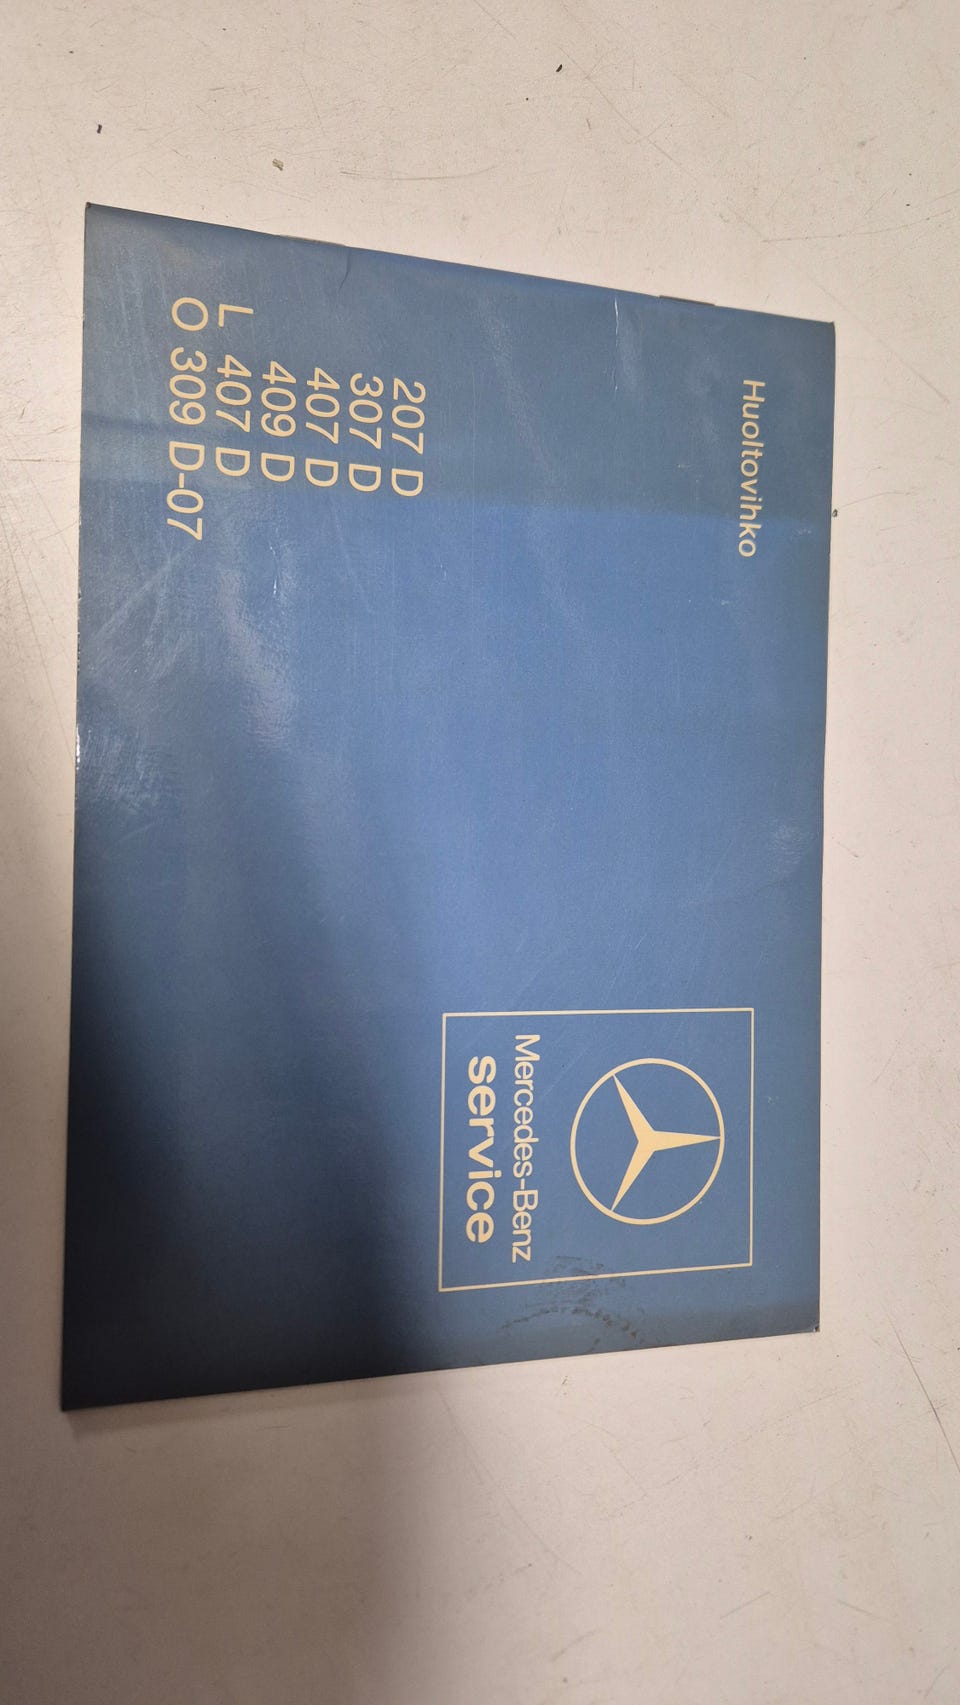 Huoltovihko
Mercedes-Benz
service
207 D
307 D
407 D
409 D
L 407 D
O 309 D-07